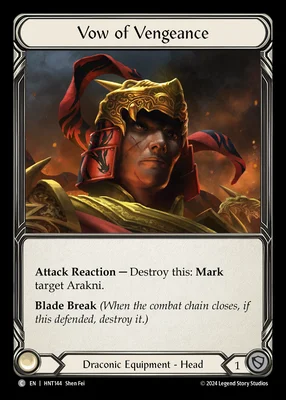 Vow of Vengeance
Attack Reaction — Destroy this: Mark
target Arakni.
Blade Break (When the combat chain closes, if
this defended, destroy it.)
Draconic Equipment - Head
1
C EN | HNT144 Shen Fei
© 2024 Legend Story Studios